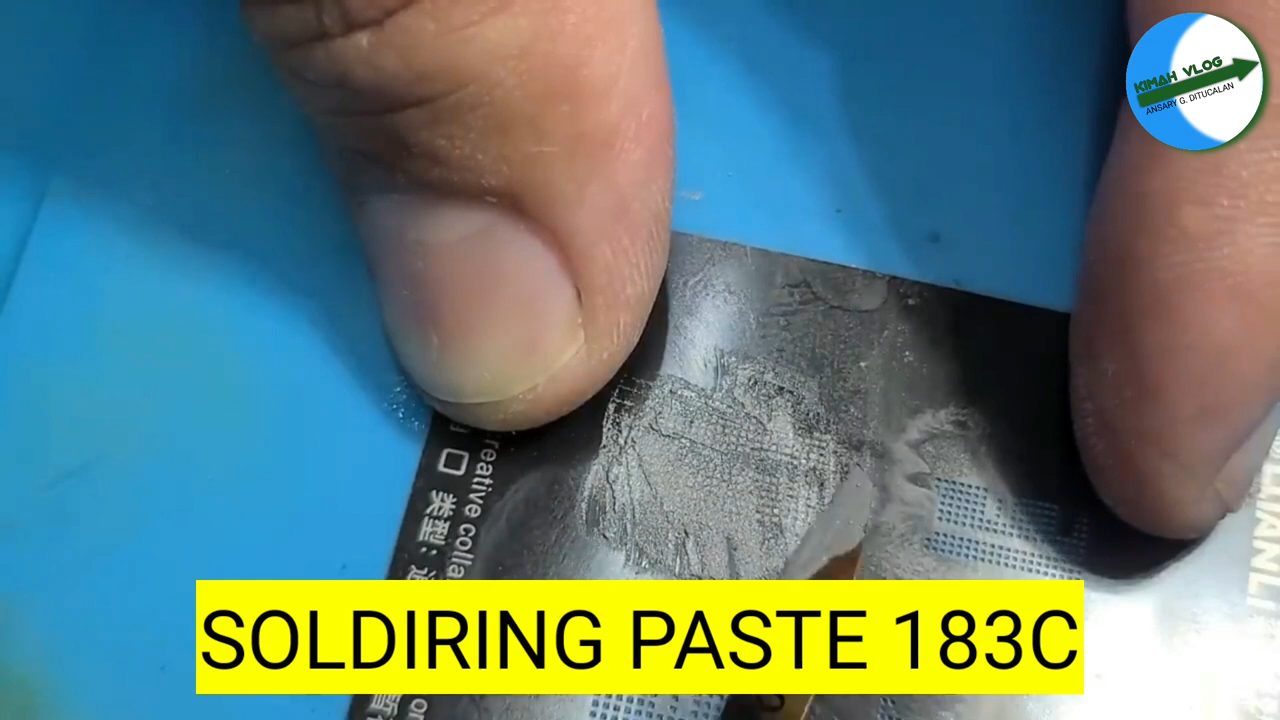 KIMAH VLOG
ANSARY G. DITUCALAN
reative colla
类型:
SOLDIRING PASTE 183C